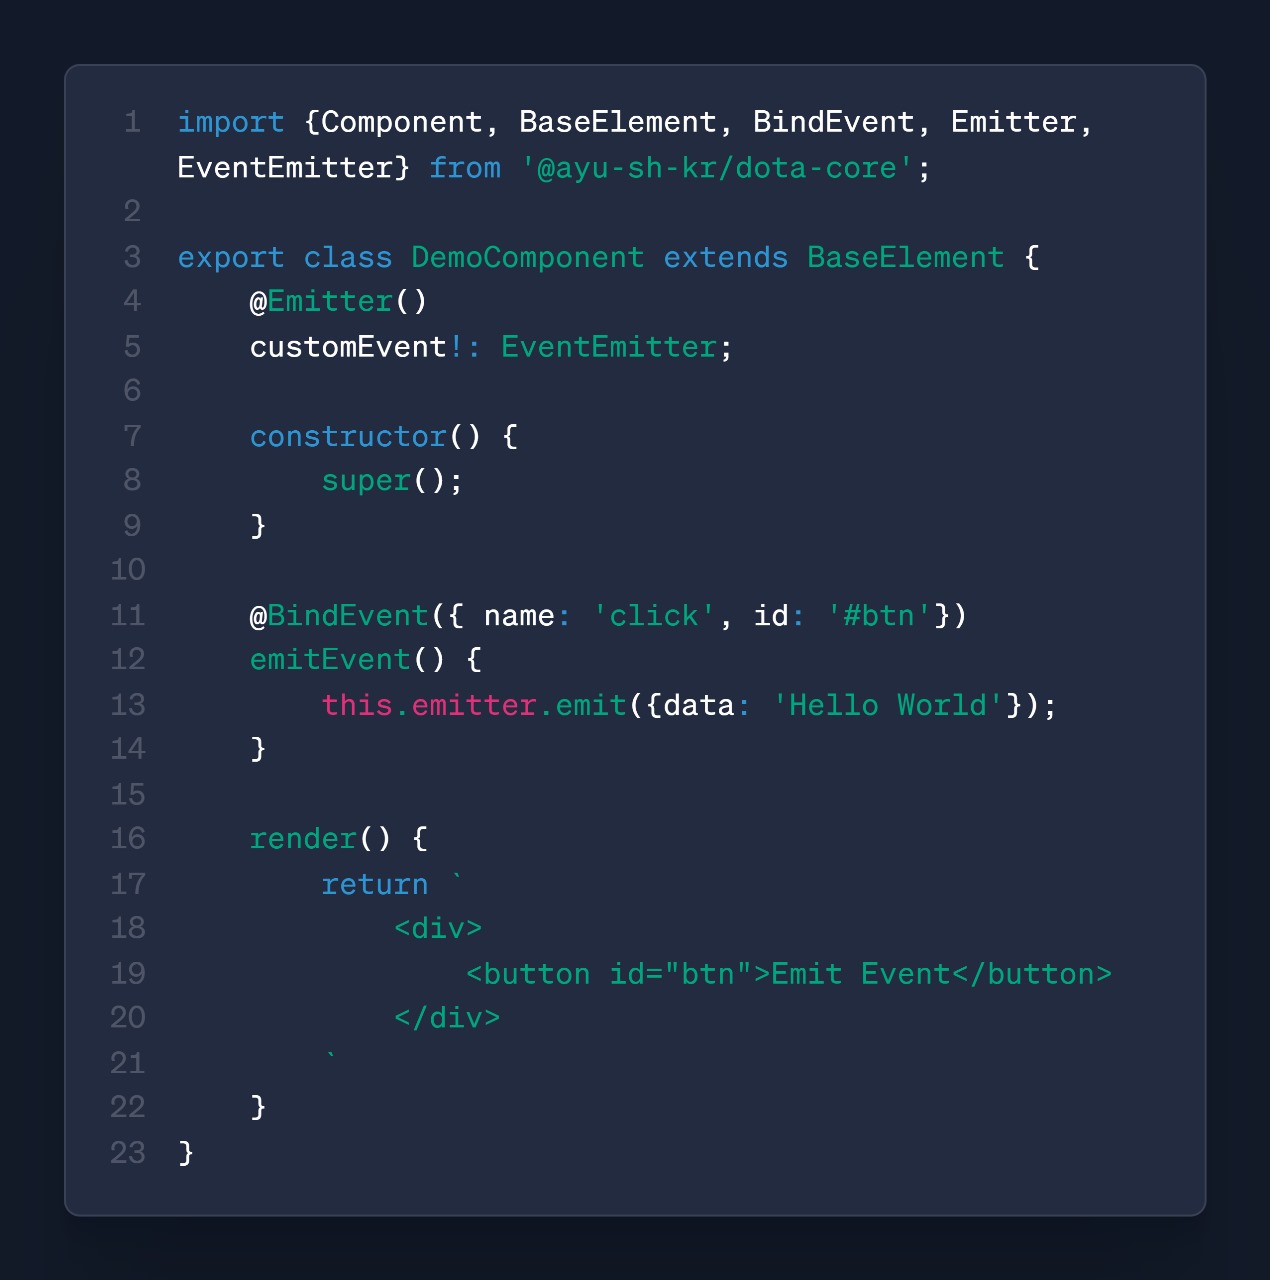 1 import {Component, BaseElement, BindEvent, Emitter,
EventEmitter} from '@ayu-sh-kr/dota-core';
2
3 export class DemoComponent extends BaseElement {
4     @Emitter()
5     customEvent!: EventEmitter;
6
7     constructor() {
8         super();
9     }
10
11     @BindEvent({ name: 'click', id: '#btn'})
12     emitEvent() {
13         this.emitter.emit({data: 'Hello World'});
14     }
15
16     render() {
17         return `
18             <div>
19                 <button id="btn">Emit Event</button>
20             </div>
21         `
22     }
23 }